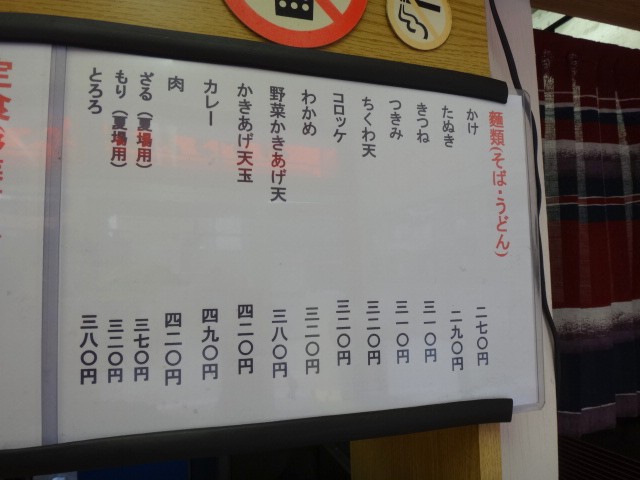 麺類(そば・うどん)
かけ 二七〇円
たぬき 二九〇円
きつね 三一〇円
つきみ 三一〇円
ちくわ天 三二〇円
コロッケ 三二〇円
わかめ 三二〇円
野菜かきあげ天 三八〇円
かきあげ天玉 四二〇円
カレー 四九〇円
肉 四二〇円
ざる(夏場用) 三七〇円
もり(夏場用) 三二〇円
とろろ 三八〇円